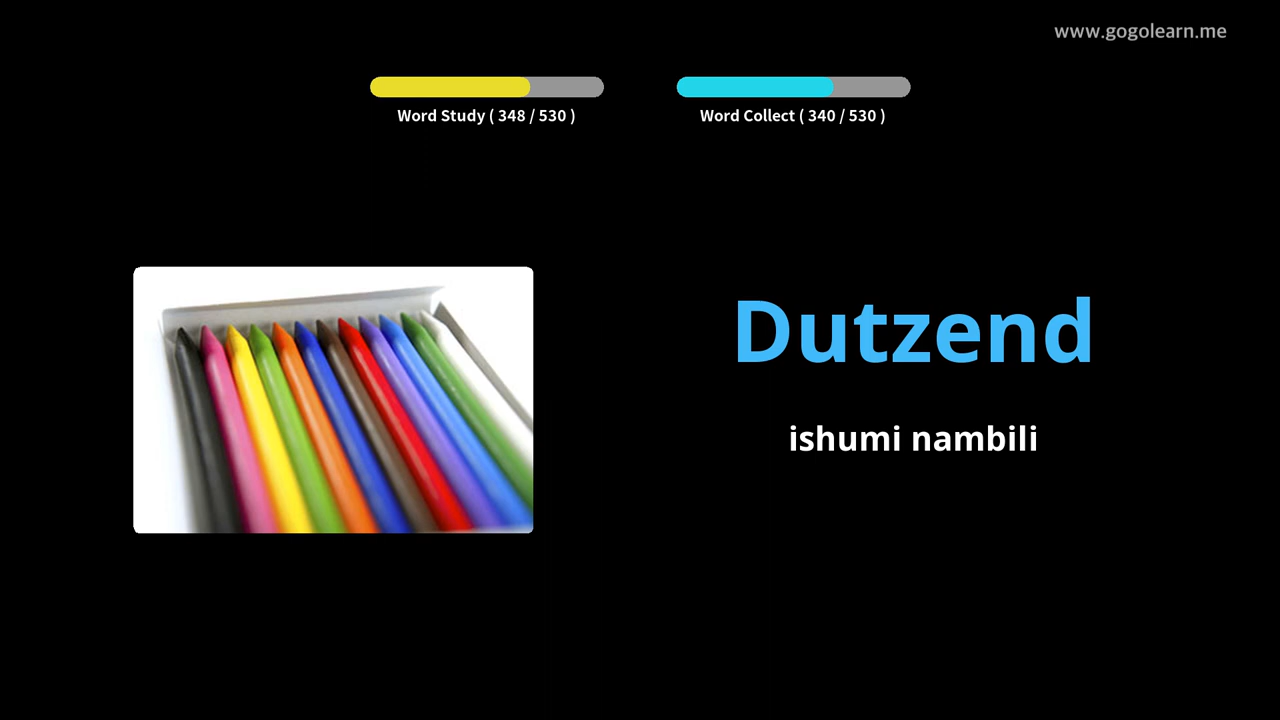 www.gogolearn.me
Word Study ( 348 / 530 )
Word Collect ( 340 / 530 )
Dutzend
ishumi nambili